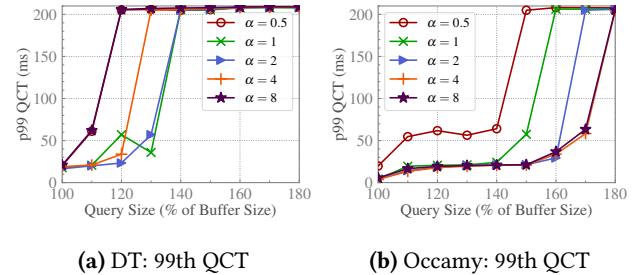 p99 QCT (ms)
200
150
100
50
0
α = 0.5
α = 1
α = 2
α = 4
α = 8
100 120 140 160 180
Query Size (% of Buffer Size)
(a) DT: 99th QCT
p99 QCT (ms)
200
150
100
50
0
α = 0.5
α = 1
α = 2
α = 4
α = 8
100 120 140 160 180
Query Size (% of Buffer Size)
(b) Occamy: 99th QCT